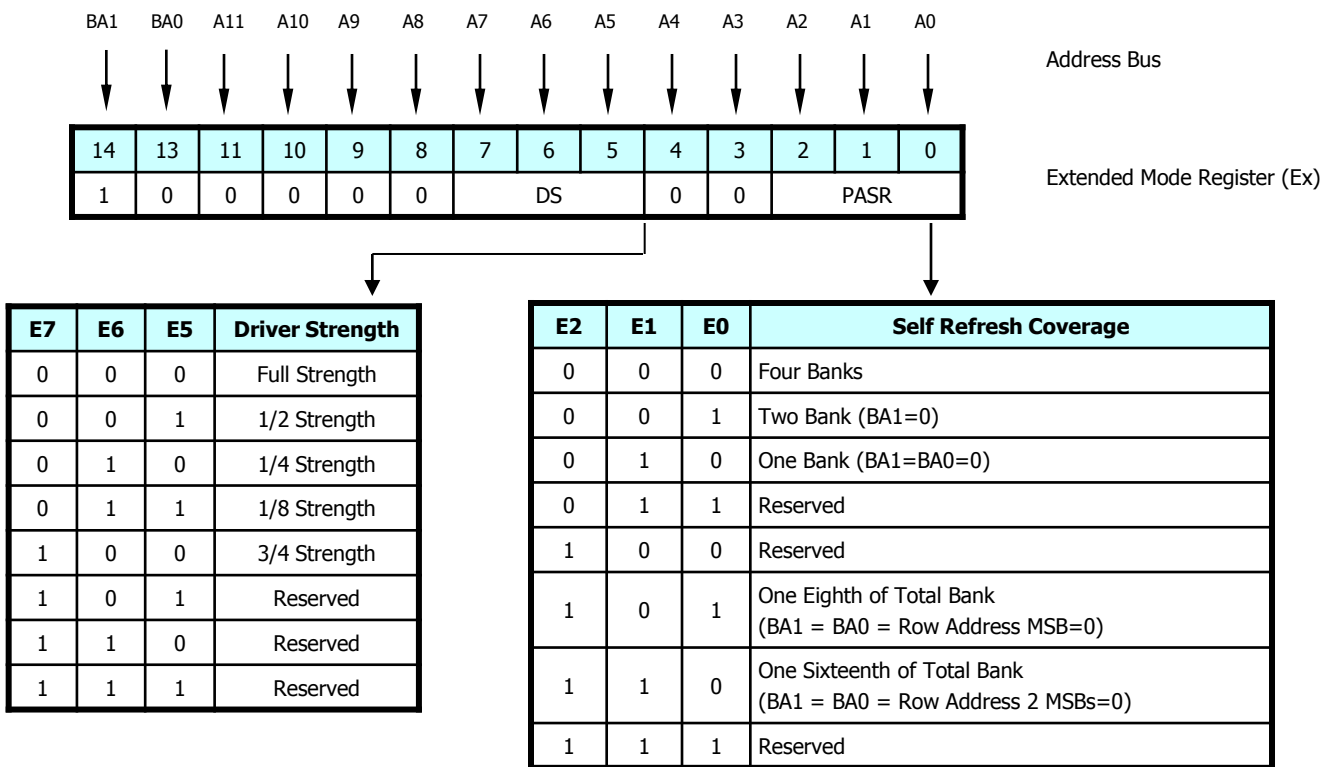 BA1 BA0 A11 A10 A9 A8 A7 A6 A5 A4 A3 A2 A1 A0
Address Bus
14 13 11 10 9 8 7 6 5 4 3 2 1 0
1 0 0 0 0 0 DS 0 0 PASR
Extended Mode Register (Ex)
E7 E6 E5 Driver Strength
0 0 0 Full Strength
0 0 1 1/2 Strength
0 1 0 1/4 Strength
0 1 1 1/8 Strength
1 0 0 3/4 Strength
1 0 1 Reserved
1 1 0 Reserved
1 1 1 Reserved
E2 E1 E0 Self Refresh Coverage
0 0 0 Four Banks
0 0 1 Two Bank (BA1=0)
0 1 0 One Bank (BA1=BA0=0)
0 1 1 Reserved
1 0 0 Reserved
1 0 1 One Eighth of Total Bank
(BA1 = BA0 = Row Address MSB=0)
1 1 0 One Sixteenth of Total Bank
(BA1 = BA0 = Row Address 2 MSBs=0)
1 1 1 Reserved